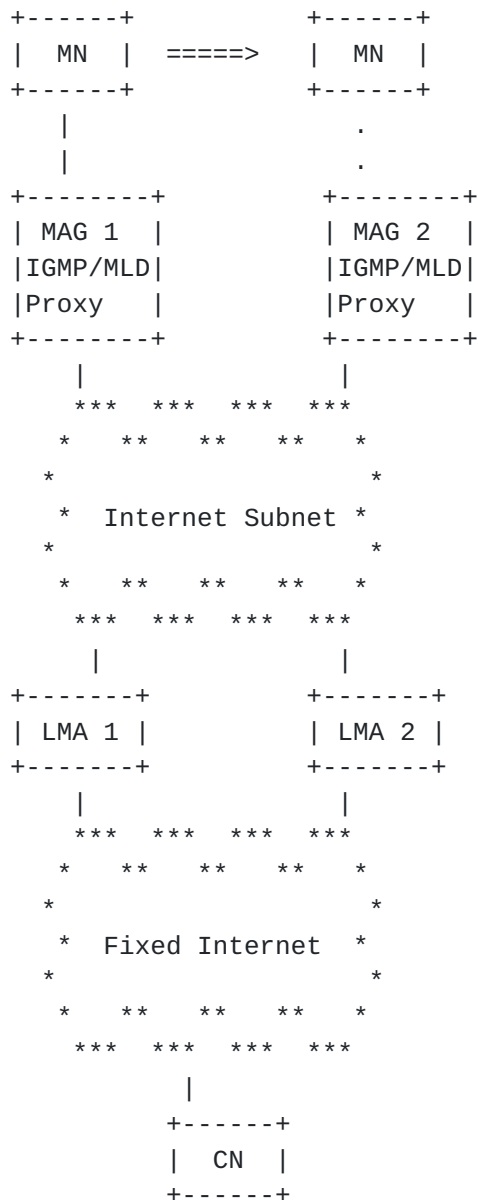 +------+           +------+
|  MN  |  =====>   |  MN  |
+------+           +------+
   |                  .
   |                  .
+--------+          +--------+
| MAG 1  |          | MAG 2  |
|IGMP/MLD|          |IGMP/MLD|
|Proxy   |          |Proxy   |
+--------+          +--------+
    |                |
    ***  ***  ***  ***
   *   **   **   **   *
  *                    *
   *  Internet Subnet *
  *                    *
   *   **   **   **   *
    ***  ***  ***  ***
     |               |
+-------+          +-------+
| LMA 1 |          | LMA 2 |
+-------+          +-------+
    |                |
    ***  ***  ***  ***
   *   **   **   **   *
  *                    *
   *  Fixed Internet  *
  *                    *
   *   **   **   **   *
    ***  ***  ***  ***
           |
          +------+
          |  CN  |
          +------+